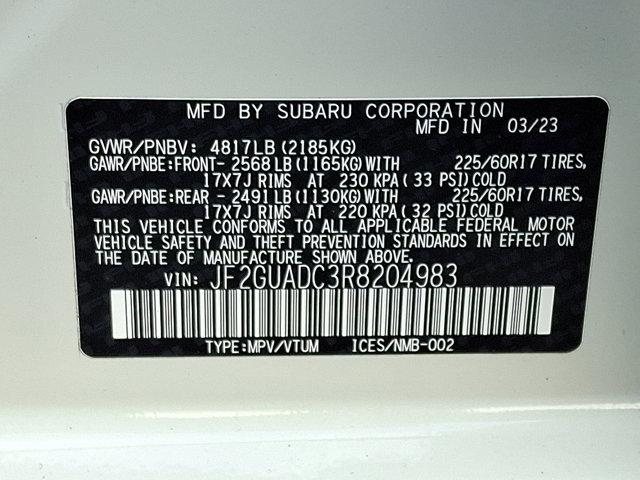 MFD BY SUBARU CORPORATION
MFD IN 03/23
GVWR/PNBV: 4817LB (2185KG)
GAWR/PNBE:FRONT- 2568 LB (1165KG) WITH 225/60R17 TIRES,
17X7J RIMS AT 230 KPA ( 33 PSI) COLD
GAWR/PNBE:REAR - 2491 LB (1130KG) WITH 225/60R17 TIRES,
17X7J RIMS AT 220 KPA ( 32 PSI) COLD
THIS VEHICLE CONFORMS TO ALL APPLICABLE FEDERAL MOTOR
VEHICLE SAFETY AND THEFT PREVENTION STANDARDS IN EFFECT ON
THE DATE OF MANUFACTURE SHOWN ABOVE.
VIN: JF2GUADC3R8204983
TYPE:MPV/VTUM ICES/NMB-002